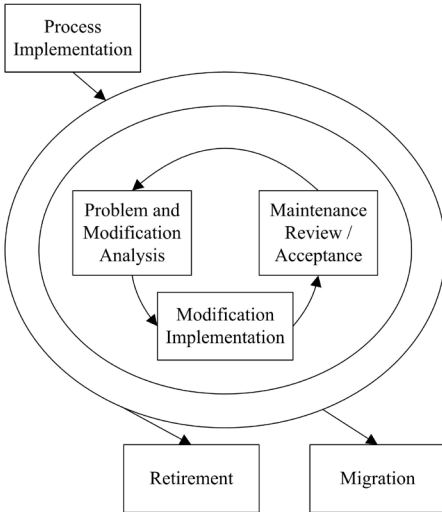 Process
Implementation
Problem and
Modification
Analysis
Maintenance
Review /
Acceptance
Modification
Implementation
Retirement
Migration